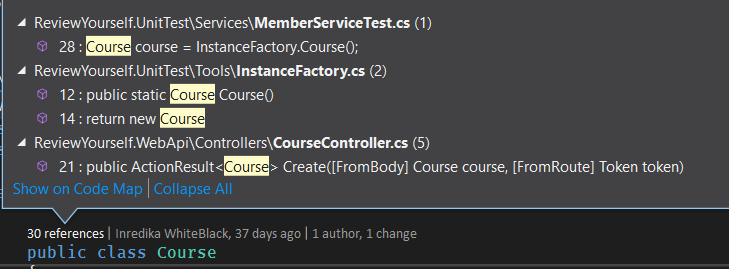 ReviewYourself.UnitTest\Services\MemberServiceTest.cs (1)
28 : Course course = InstanceFactory.Course();
ReviewYourself.UnitTest\Tools\InstanceFactory.cs (2)
12 : public static Course Course()
14 : return new Course
ReviewYourself.WebApi\Controllers\CourseController.cs (5)
21 : public ActionResult<Course> Create([FromBody] Course course, [FromRoute] Token token)
Show on Code Map | Collapse All
30 references | Inredika WhiteBlack, 37 days ago | 1 author, 1 change
public class Course
{